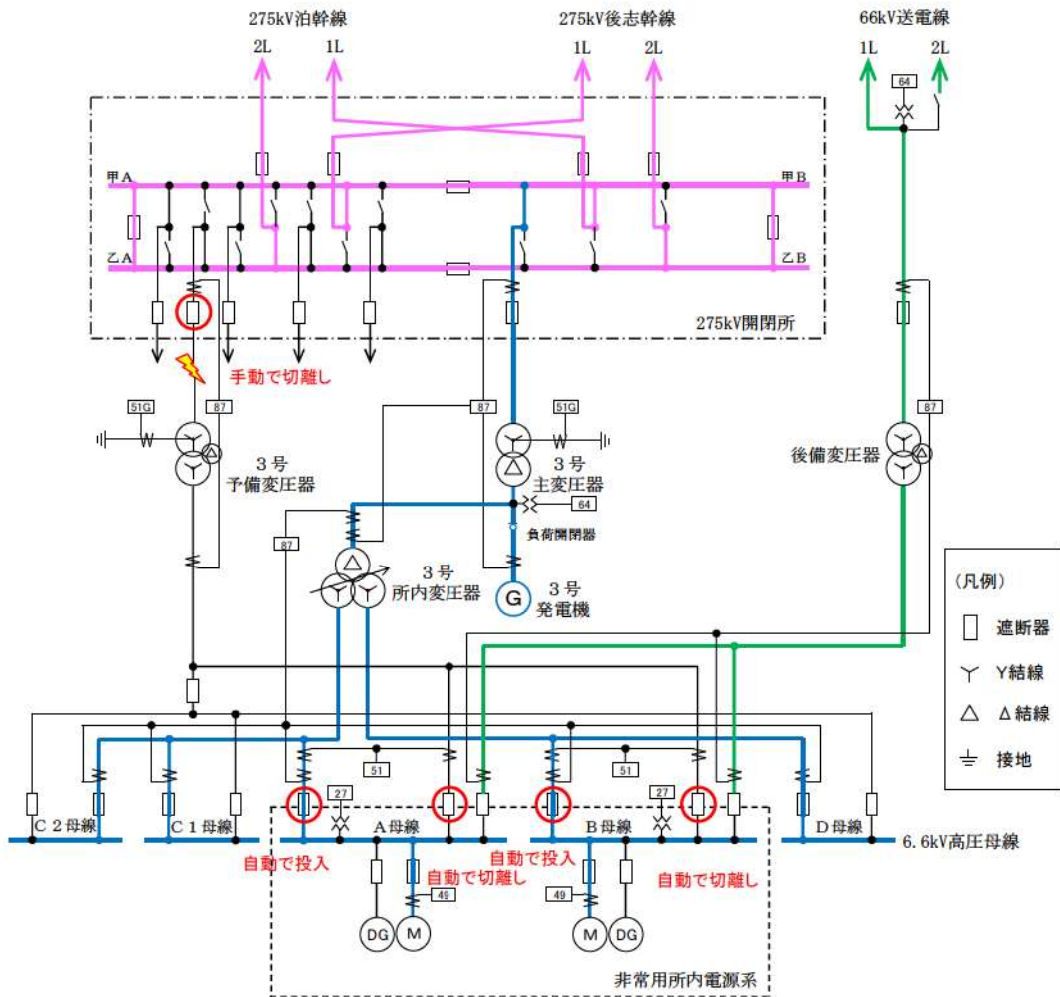 275kV泊幹線
275kV後志幹線
66kV送電線
2L
1L
1L
2L
1L
2L
64
甲A
甲B
乙A
乙B
275kV開閉所
手動で切離し
51G
87
87
51G
87
3号
予備変圧器
3号
主変圧器
後備変圧器
64
負荷開閉器
87
3号
所内変圧器
G
3号
発電機
(凡例)
遮断器
Y結線
Δ結線
接地
51
51
27
27
C2母線
C1母線
A母線
B母線
D母線
6.6kV高圧母線
自動で投入
自動で切離し
自動で投入
自動で切離し
49
49
DG
M
M
DG
非常用所内電源系